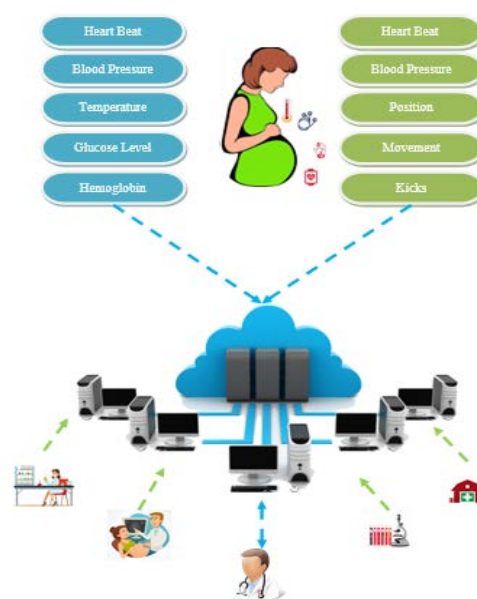 Heart Beat
Blood Pressure
Temperature
Glucose Level
Hemoglobin
Heart Beat
Blood Pressure
Position
Movement
Kicks